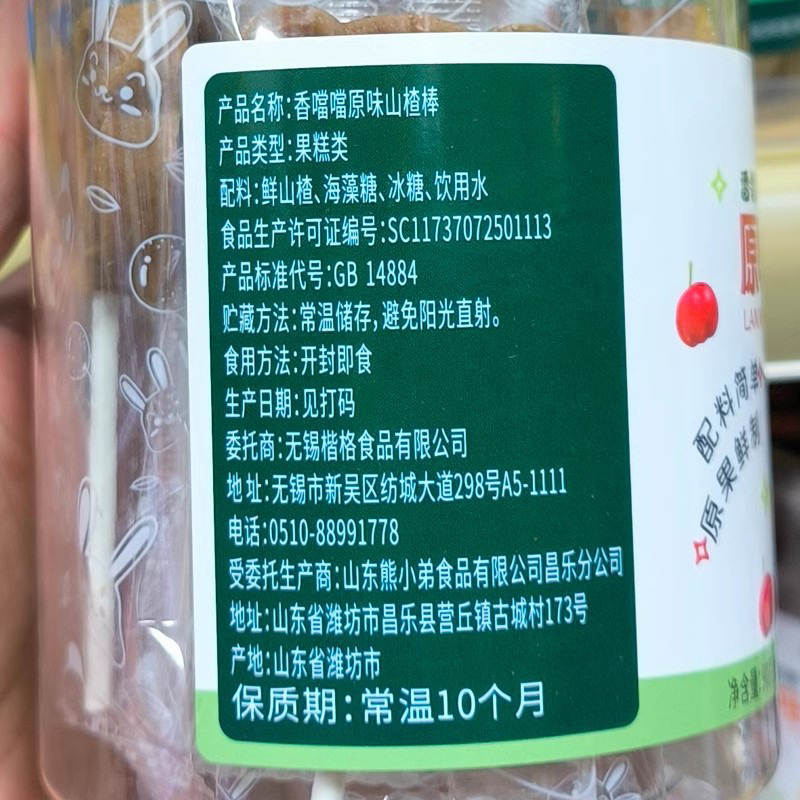 产品名称:香噹噹原味山楂棒
产品类型:果糕类
配料:鲜山楂、海藻糖、冰糖、饮用水
食品生产许可证编号:SC11737072501113
产品标准代号:GB 14884
贮藏方法:常温储存,避免阳光直射。
食用方法:开封即食
生产日期:见打码
委托商:无锡楷格食品有限公司
地址:无锡市新吴区纺城大道298号A5-1111
电话:0510-88991778
受委托生产商:山东熊小弟食品有限公司昌乐分公司
地址:山东省潍坊市昌乐县营丘镇古城村173号
产地:山东省潍坊市
保质期:常温10个月
原
LAN
配料简单
原果鲜制
净含量: